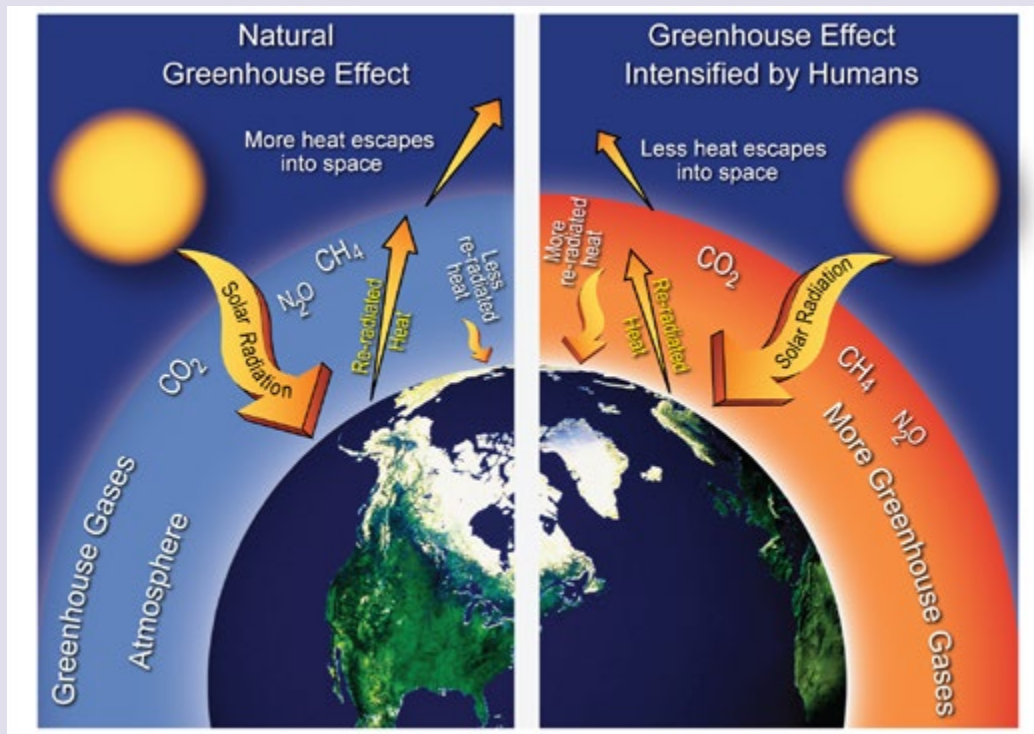 Natural
Greenhouse Effect
More heat escapes
into space
CH₄
N₂O
CO₂
Solar Radiation
Re-radiated
Heat
Less
re-radiated
heat
Greenhouse Gases
Atmosphere
Greenhouse Effect
Intensified by Humans
Less heat escapes
into space
More
re-radiated
heat
Re-radiated
Heat
CO₂
Solar Radiation
CH₄
N₂O
More Greenhouse Gases